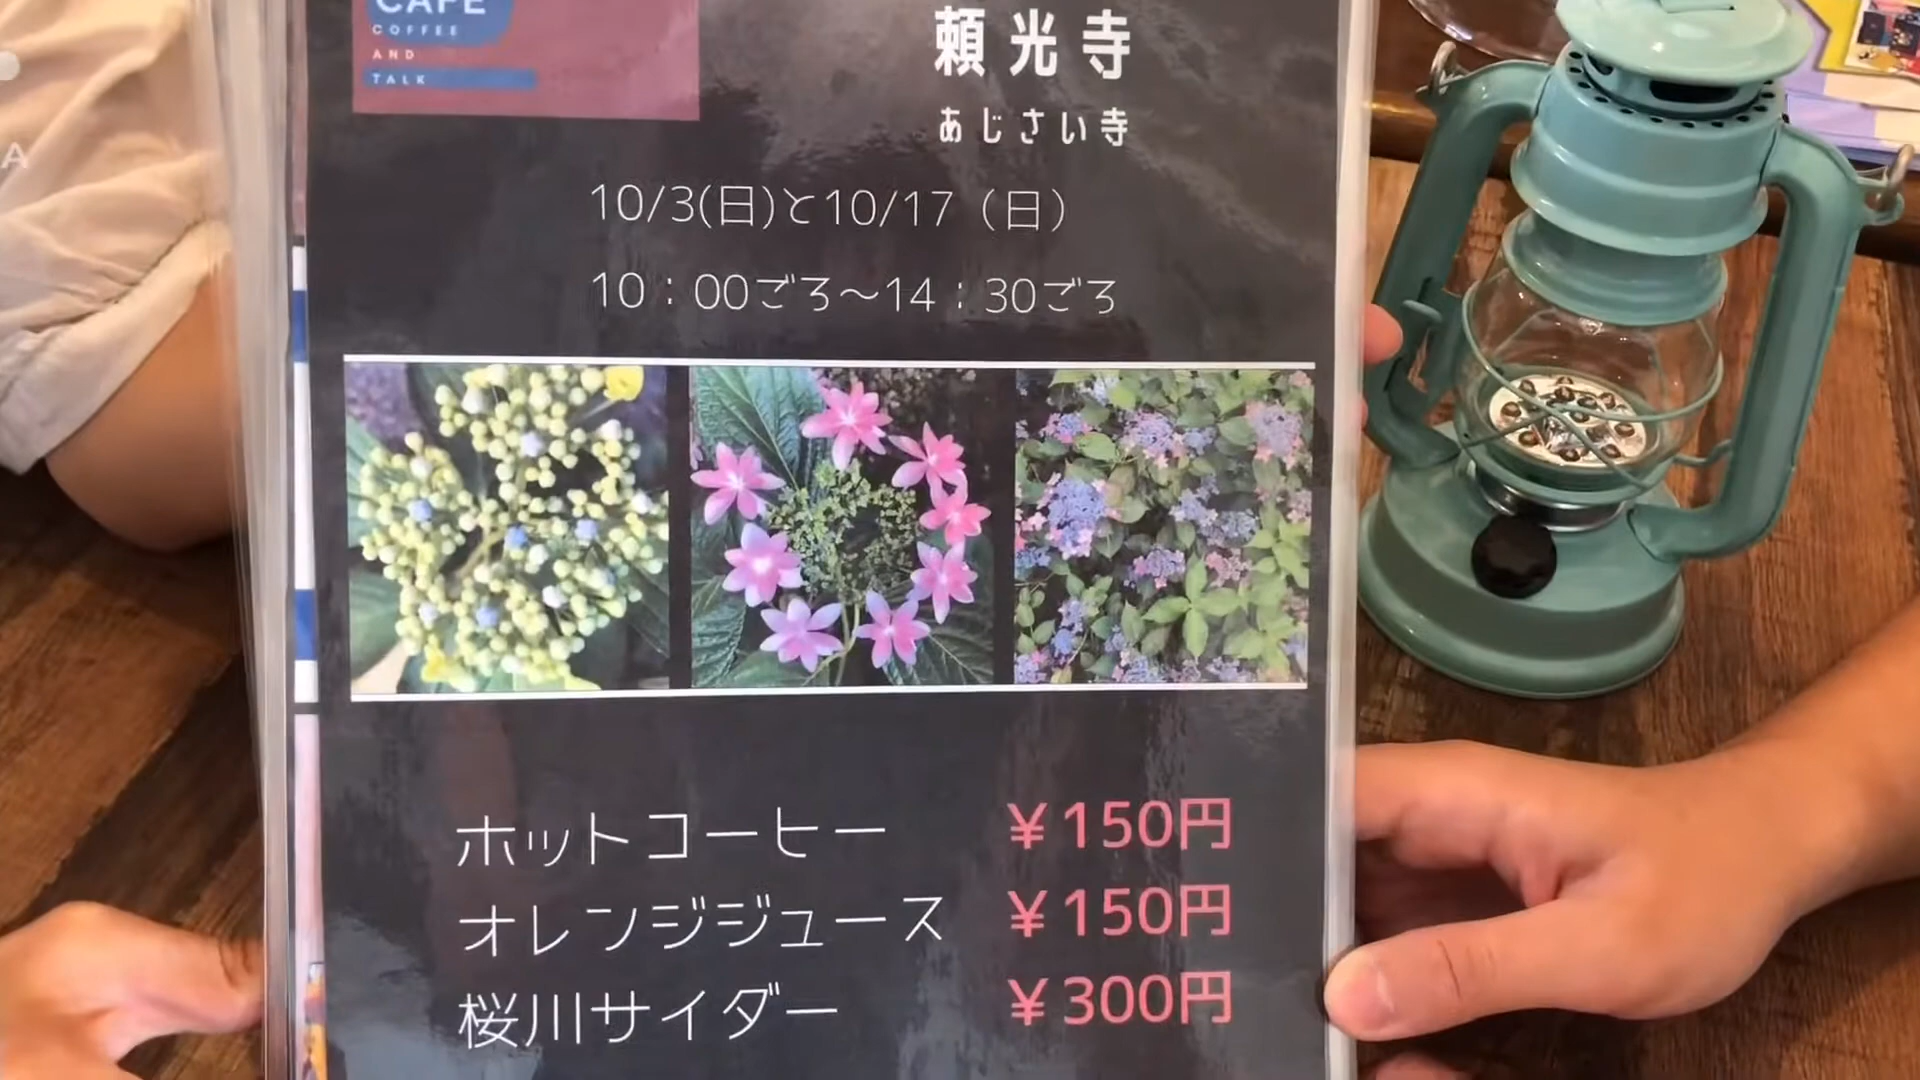 CAFE
COFFEE
AND
TALK
頼光寺
あじさい寺
10/3(日)と10/17（日）
10：00ごろ～14：30ごろ
ホットコーヒー ￥150円
オレンジジュース ￥150円
桜川サイダー ￥300円
A